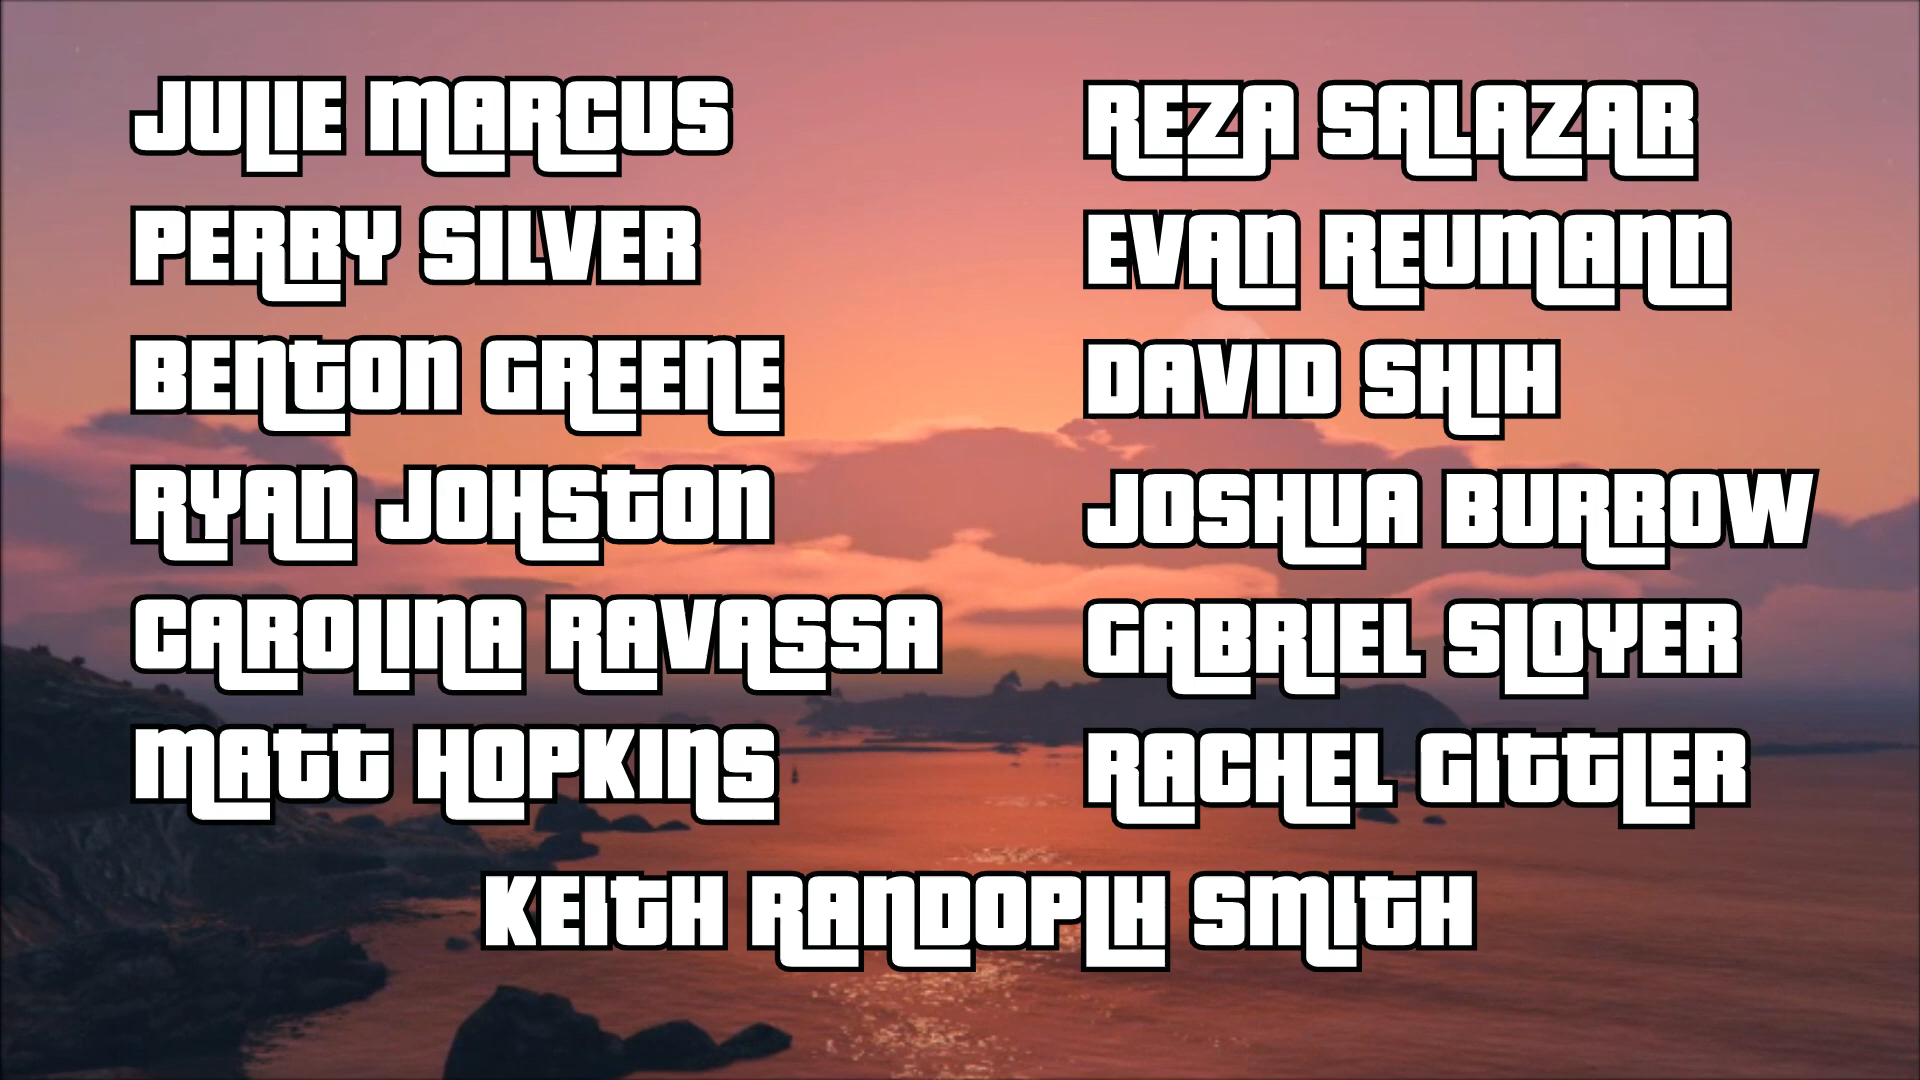 JULIE MARCUS
PERRY SILVER
BENTON GREENE
RYAN JOHSTON
CAROLINA RAVASSA
MATT HOPKINS
REZA SALAZAR
EVAN REUMANN
DAVID SHIH
JOSHUA BURROW
GABRIEL SLOYER
RACHEL GITTLER
KEITH RANDOPLH SMITH